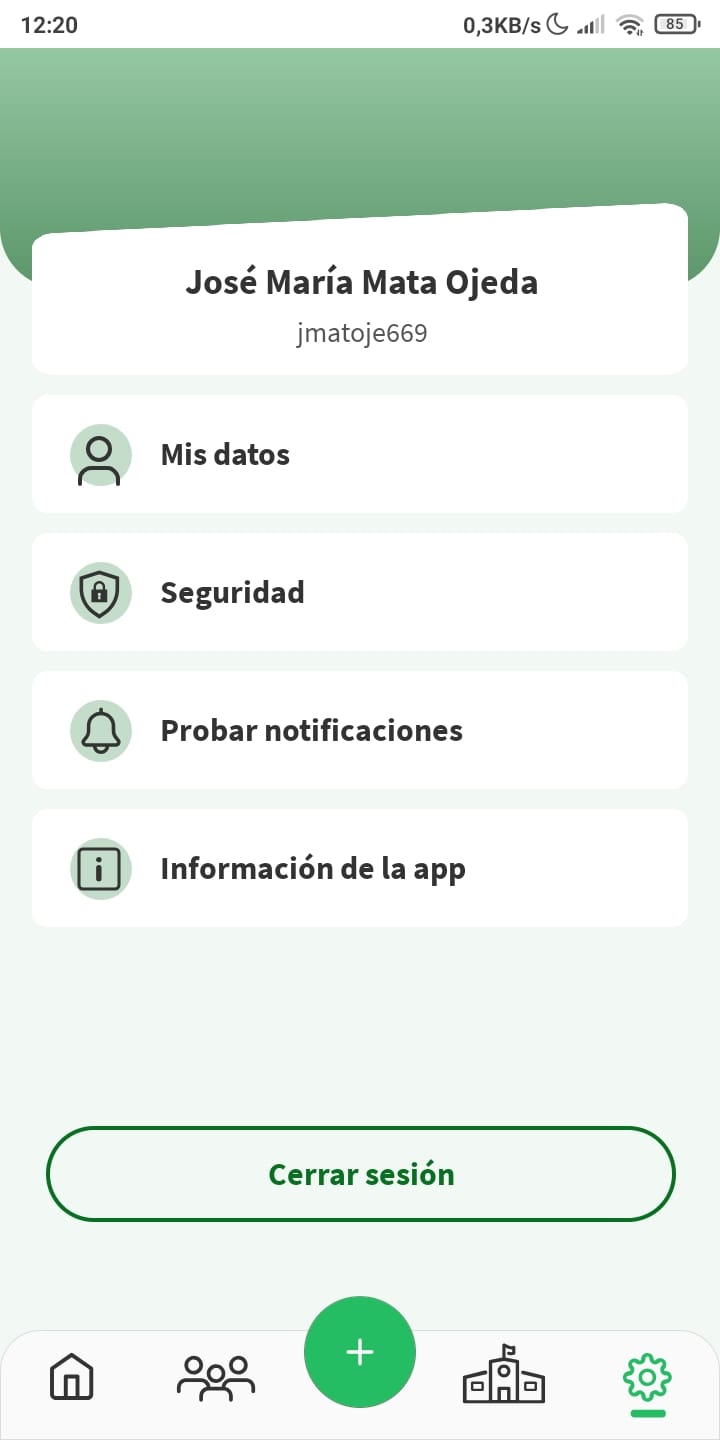 12:20 0,3KB/s 85
José María Mata Ojeda
jmatoje669
Mis datos
Seguridad
Probar notificaciones
Información de la app
Cerrar sesión